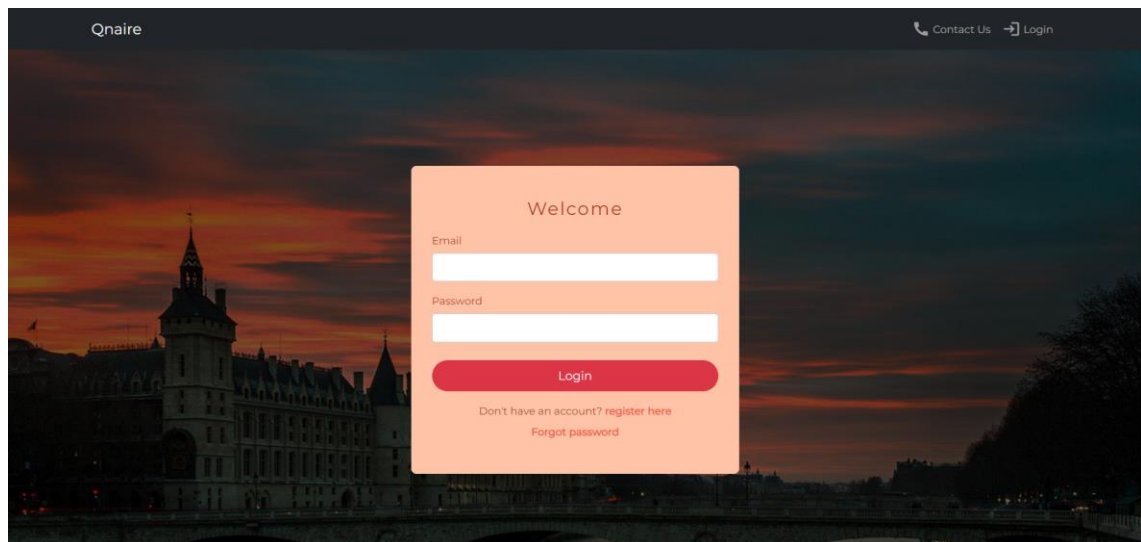 Qnaire
Contact Us Login
Welcome
Email
Password
Login
Don't have an account? register here
Forgot password